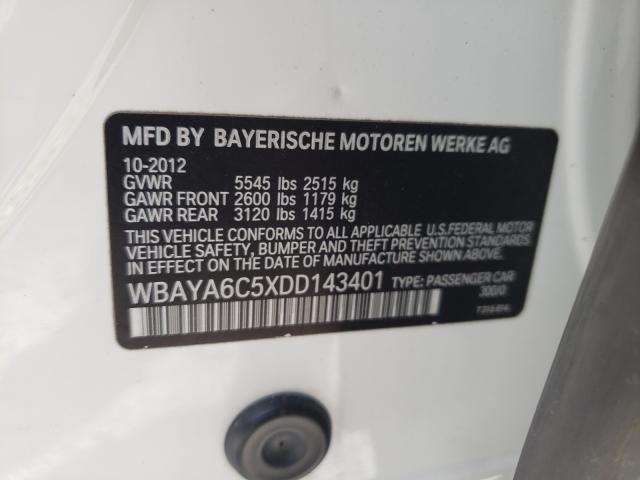 MFD BY BAYERISCHE MOTOREN WERKE AG
10-2012
GVWR 5545 lbs 2515 kg
GAWR FRONT 2600 lbs 1179 kg
GAWR REAR 3120 lbs 1415 kg
THIS VEHICLE CONFORMS TO ALL APPLICABLE U.S.FEDERAL MOTOR
VEHICLE SAFETY, BUMPER AND THEFT PREVENTION STANDARDS
IN EFFECT ON THE DATE OF MANUFACTURE SHOWN ABOVE.
WBAYA6C5XDD143401 TYPE: PASSENGER CAR
300/0